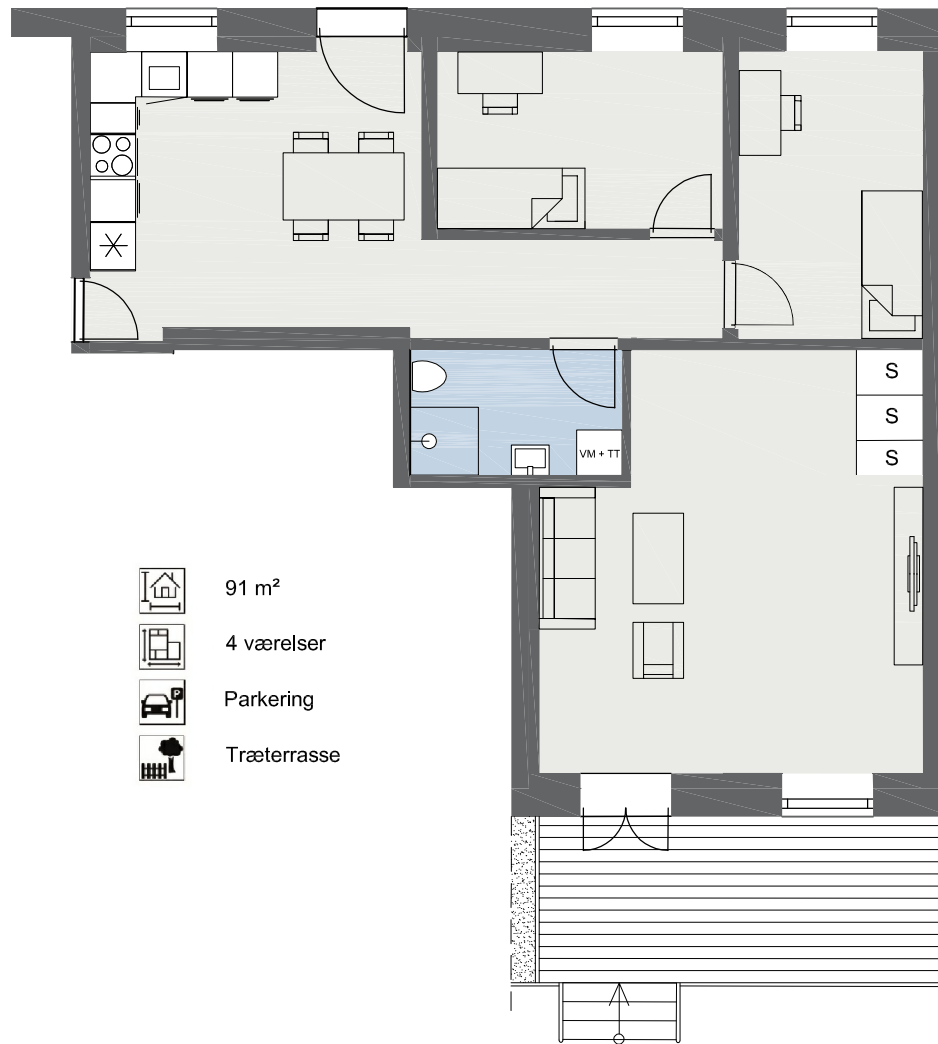 S
S
S
VM + TT
91 m²
4 værelser
P
Parkering
Træterrasse